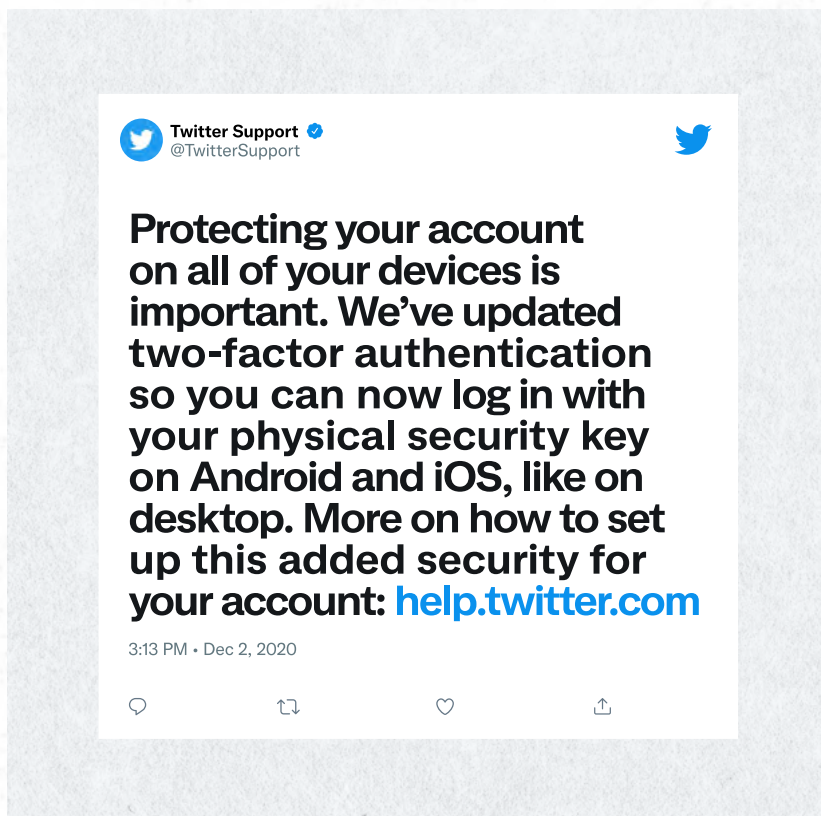 Twitter Support
@TwitterSupport
Protecting your account
on all of your devices is
important. We’ve updated
two-factor authentication
so you can now log in with
your physical security key
on Android and iOS, like on
desktop. More on how to set
up this added security for
your account: help.twitter.com
3:13 PM • Dec 2, 2020